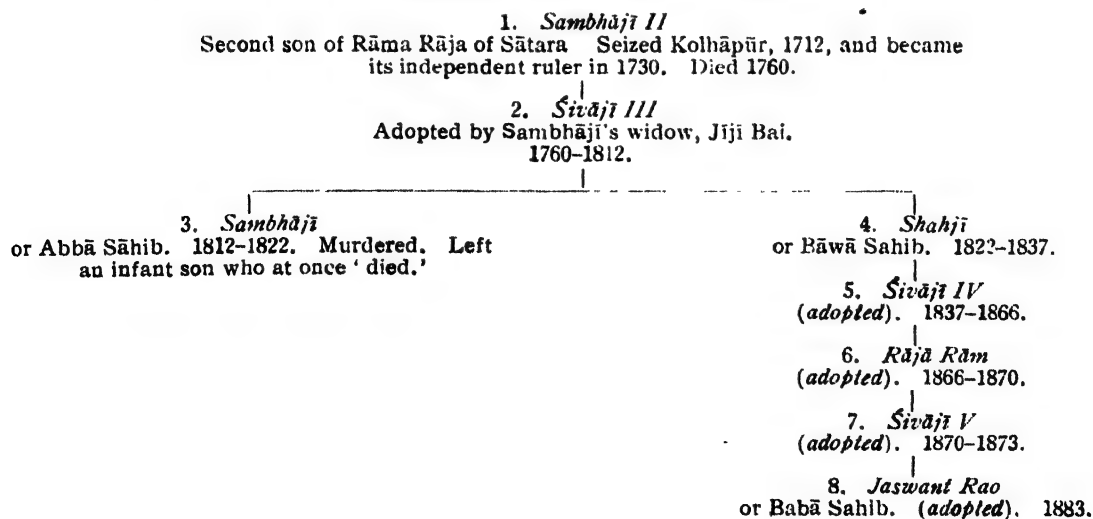 1. Sambhājī II
Second son of Rāma Rāja of Sātara Seized Kolhāpūr, 1712, and became
its independent ruler in 1730. Died 1760.
2. Śivājī III
Adopted by Sambhājī's widow, Jījī Bai.
1760–1812.
3. Sambhājī
or Abbā Sāhib. 1812–1822. Murdered. Left
an infant son who at once ‘ died.’
4. Shahjī
or Bāwā Sahib. 1822–1837.
5. Śivājī IV
(adopted). 1837–1866.
6. Rājā Rām
(adopted). 1866–1870.
7. Śivājī V
(adopted). 1870–1873.
8. Jaswant Rao
or Babā Sahib. (adopted). 1883.